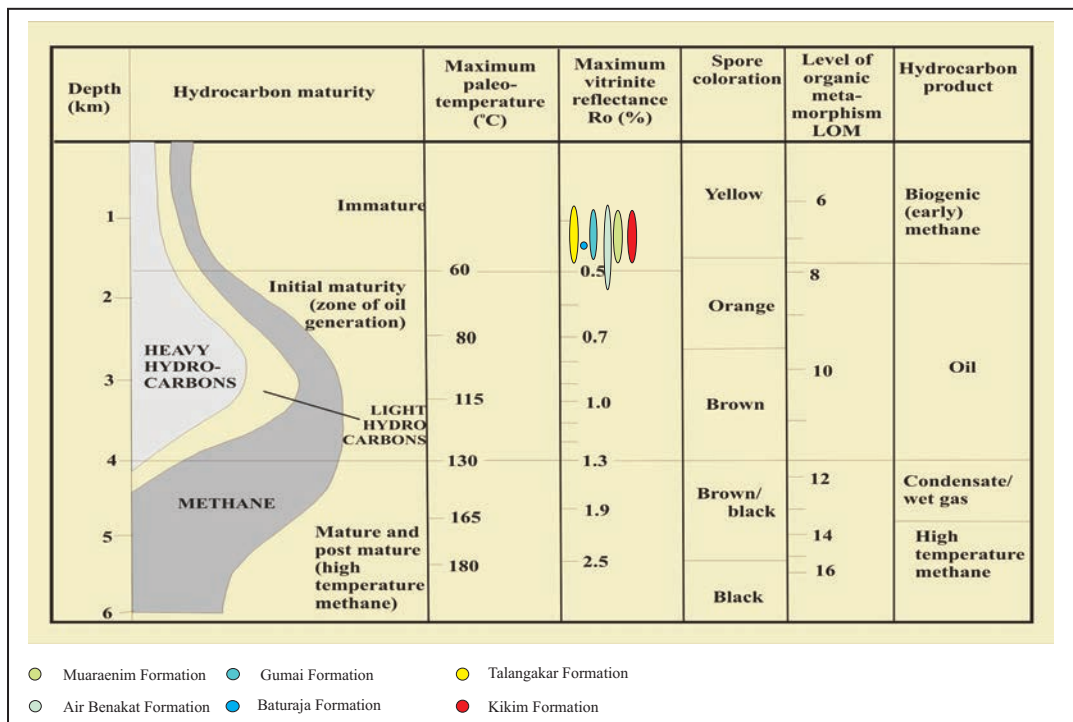 Depth
(km)
Hydrocarbon maturity
Maximum
paleo-
temperature
(°C)
Maximum
vitrinite
reflectance
Ro (%)
Spore
coloration
Level of
organic
meta-
morphism
LOM
Hydrocarbon
product
1
2
3
4
5
6
HEAVY
HYDRO-
CARBONS
LIGHT
HYDRO
CARBONS
METHANE
Immature
Initial maturity
(zone of oil
generation)
Mature and
post mature
(high
temperature
methane)
60
80
115
130
165
180
0.5
0.7
1.0
1.3
1.9
2.5
Yellow
Orange
Brown
Brown/
black
Black
6
8
10
12
14
16
Biogenic
(early)
methane
Oil
Condensate/
wet gas
High
temperature
methane
Muaraenim Formation
Gumai Formation
Talangakar Formation
Air Benakat Formation
Baturaja Formation
Kikim Formation